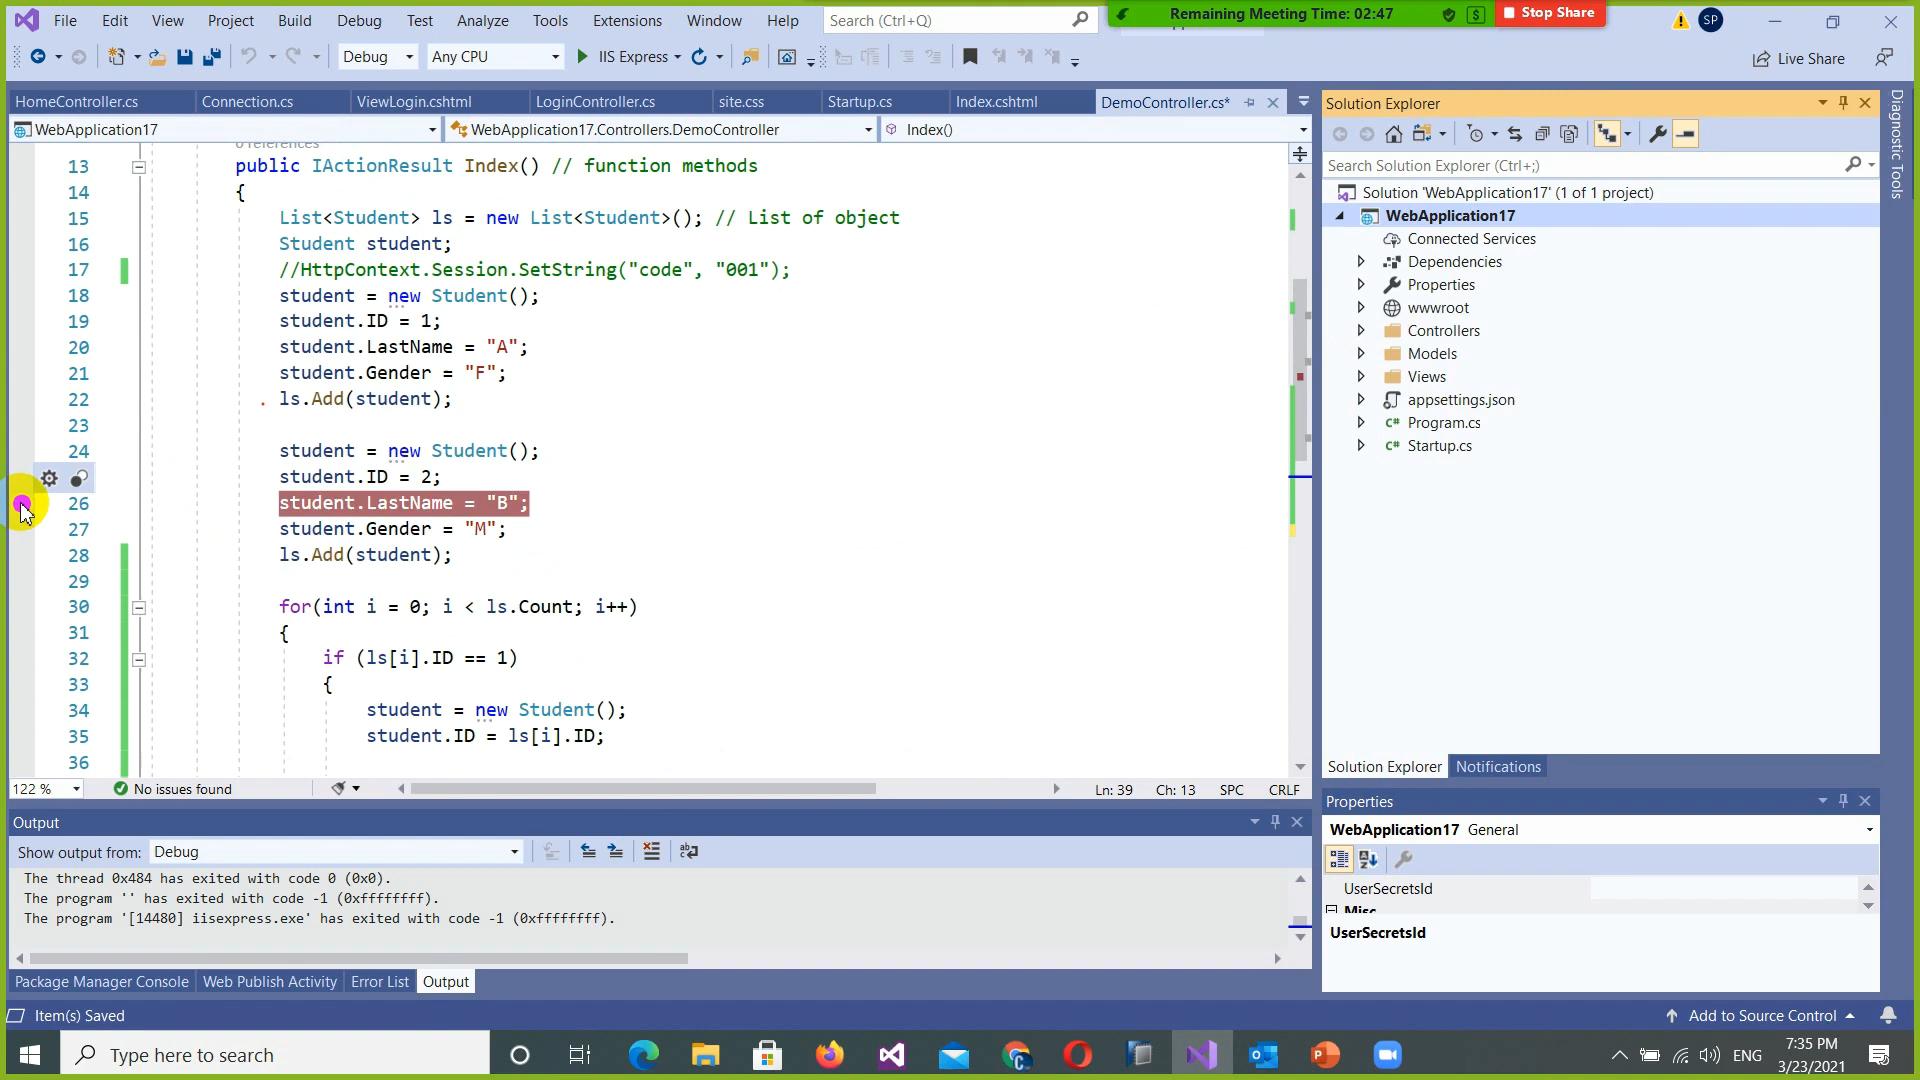 File Edit View Project Build Debug Test Analyze Tools Extensions Window Help Search (Ctrl+Q) Remaining Meeting Time: 02:47 $ Stop Share SP
Debug Any CPU IIS Express Live Share
HomeController.cs Connection.cs ViewLogin.cshtml LoginController.cs site.css Startup.cs Index.cshtml DemoController.cs*
WebApplication17 WebApplication17.Controllers.DemoController Index()
0 references
13 public IActionResult Index() // function methods
14 {
15 List<Student> ls = new List<Student>(); // List of object
16 Student student;
17 //HttpContext.Session.SetString("code", "001");
18 student = new Student();
19 student.ID = 1;
20 student.LastName = "A";
21 student.Gender = "F";
22 ls.Add(student);
23
24 student = new Student();
student.ID = 2;
26 student.LastName = "B";
27 student.Gender = "M";
28 ls.Add(student);
29
30 for(int i = 0; i < ls.Count; i++)
31 {
32 if (ls[i].ID == 1)
33 {
34 student = new Student();
35 student.ID = ls[i].ID;
36
122 % No issues found Ln: 39 Ch: 13 SPC CRLF
Output
Show output from: Debug
The thread 0x484 has exited with code 0 (0x0).
The program '' has exited with code -1 (0xffffffff).
The program '[14480] iisexpress.exe' has exited with code -1 (0xffffffff).
Package Manager Console Web Publish Activity Error List Output
Solution Explorer
Search Solution Explorer (Ctrl+;)
Solution 'WebApplication17' (1 of 1 project)
WebApplication17
Connected Services
Dependencies
Properties
wwwroot
Controllers
Models
Views
appsettings.json
C# Program.cs
C# Startup.cs
Solution Explorer Notifications
Properties
WebApplication17 General
UserSecretsId
Misc
UserSecretsId
Diagnostic Tools
Item(s) Saved Add to Source Control
Type here to search ENG 7:35 PM
3/23/2021